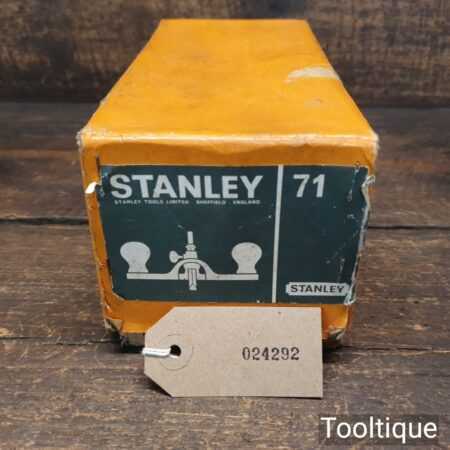 STANLEY
STANLEY TOOLS LIMITED SHEFFIELD ENGLAND
71
STANLEY
024292
Tooltique